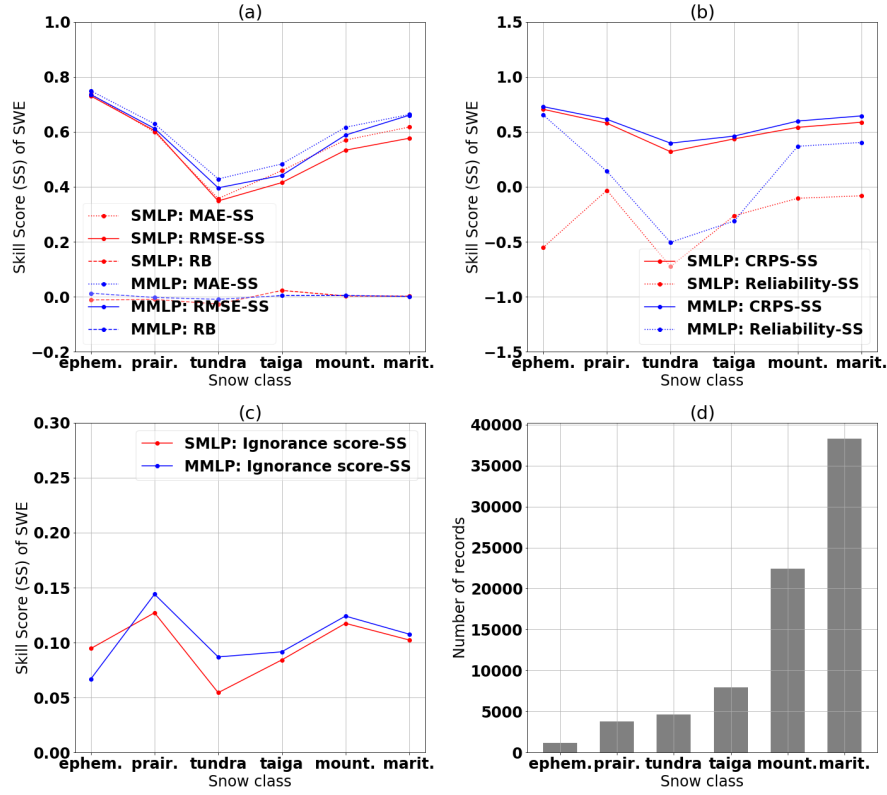 (a)
Skill Score (SS) of SWE
1.0
0.8
0.6
0.4
0.2
0.0
−0.2
SMLP: MAE-SS
SMLP: RMSE-SS
SMLP: RB
MMLP: MAE-SS
MMLP: RMSE-SS
MMLP: RB
ephem. prair. tundra taiga mount. marit.
Snow class
(b)
Skill Score (SS) of SWE
1.5
1.0
0.5
0.0
−0.5
−1.0
−1.5
SMLP: CRPS-SS
SMLP: Reliability-SS
MMLP: CRPS-SS
MMLP: Reliability-SS
ephem. prair. tundra taiga mount. marit.
Snow class
(c)
Skill Score (SS) of SWE
0.30
0.25
0.20
0.15
0.10
0.05
0.00
SMLP: Ignorance score-SS
MMLP: Ignorance score-SS
ephem. prair. tundra taiga mount. marit.
Snow class
(d)
Number of records
40000
35000
30000
25000
20000
15000
10000
5000
0
ephem. prair. tundra taiga mount. marit.
Snow class